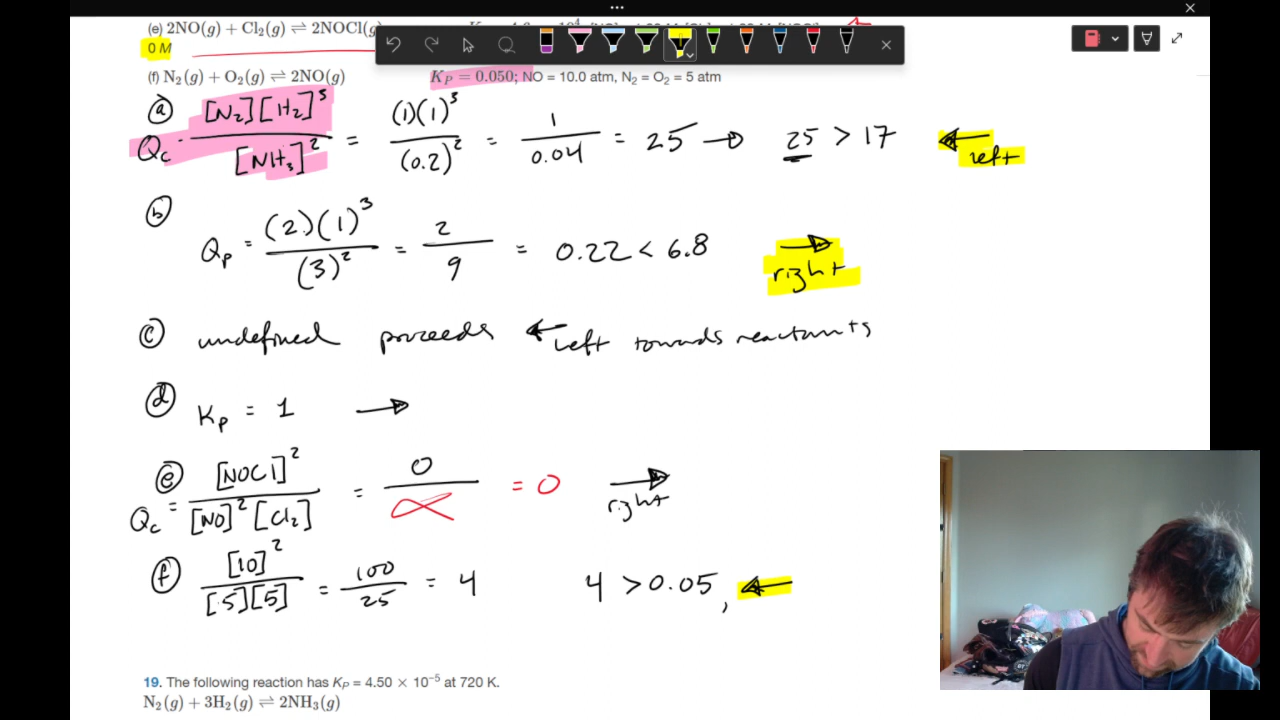 (e) 2NO(g) + Cl₂(g) ⇌ 2NOCl(g
0 M
(f) N₂(g) + O₂(g) ⇌ 2NO(g) K_P = 0.050; NO = 10.0 atm, N₂ = O₂ = 5 atm
ⓐ
Qc = [N₂][H₂]³ / [NH₃]² = (1)(1)³ / (0.2)² = 1 / 0.04 = 25 → 25 > 17 ← left
ⓑ
Qp = (2)(1)³ / (3)² = 2 / 9 = 0.22 < 6.8 → right
ⓒ undefined proceeds ← left towards reactants
ⓓ Kp = 1 →
ⓔ Qc = [NOCl]² / [NO]²[Cl₂] = 0 / ∝ = 0 → right
ⓕ [10]² / [5][5] = 100 / 25 = 4 4 > 0.05, ←
19. The following reaction has K_P = 4.50 × 10⁻⁵ at 720 K.
N₂(g) + 3H₂(g) ⇌ 2NH₃(g)